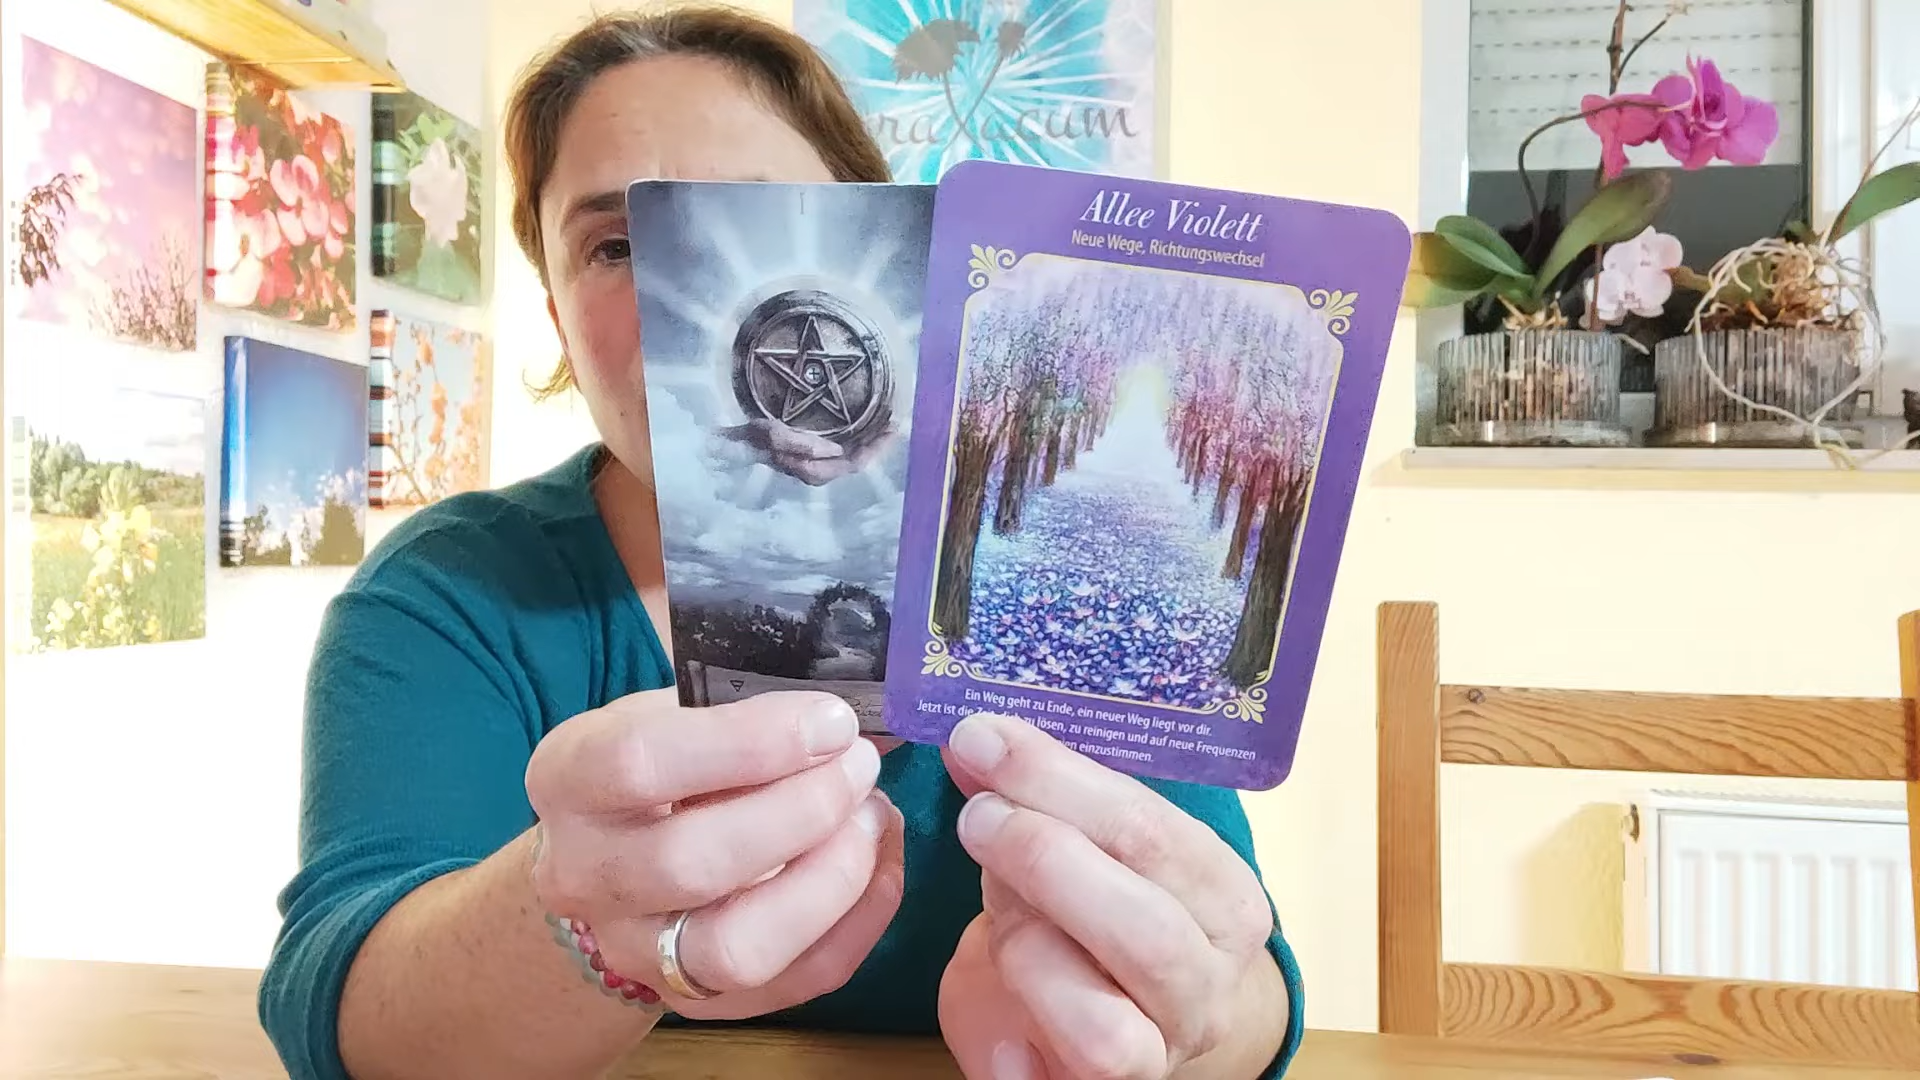 I
Allee Violett
Neue Wege, Richtungswechsel
Ein Weg geht zu Ende, ein neuer Weg liegt vor dir.
Jetzt ist die zu lösen, zu reinigen und auf neue Frequenzen
einzustimmen.